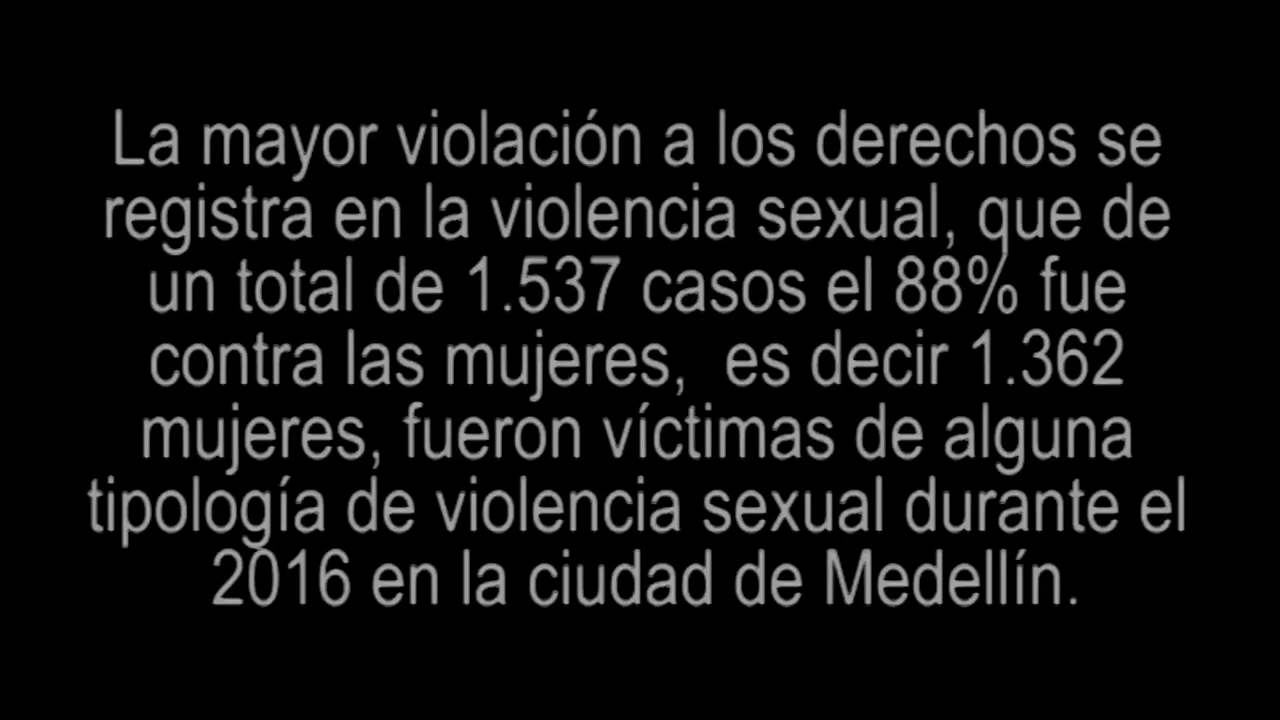 La mayor violación a los derechos se
registra en la violencia sexual, que de
un total de 1.537 casos el 88% fue
contra las mujeres,  es decir 1.362
mujeres, fueron víctimas de alguna
tipología de violencia sexual durante el
2016 en la ciudad de Medellín.